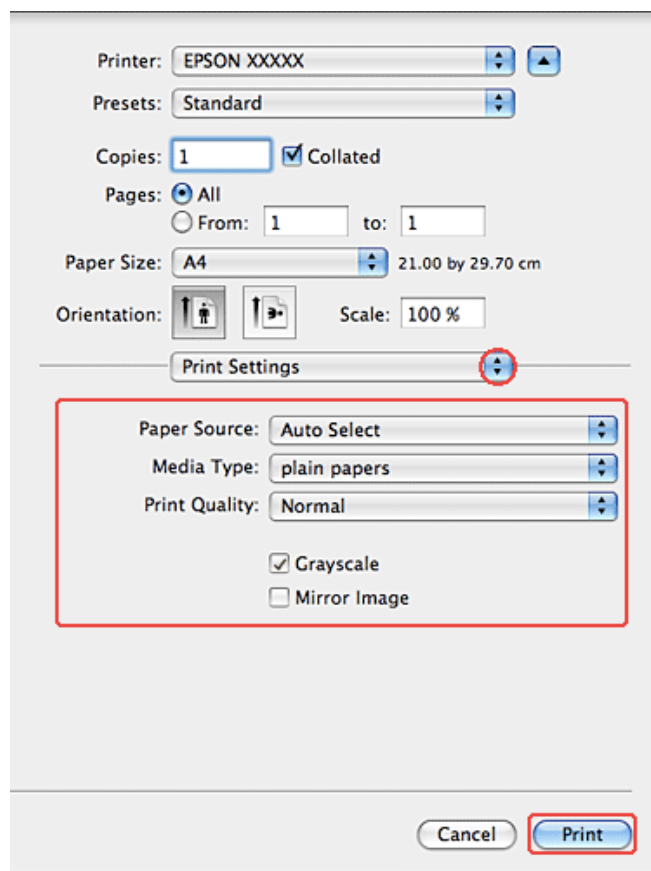 Printer: EPSON XXXXX
Presets: Standard
Copies: 1 Collated
Pages: All
From: 1 to: 1
Paper Size: A4 21.00 by 29.70 cm
Orientation: Scale: 100 %
Print Settings
Paper Source: Auto Select
Media Type: plain papers
Print Quality: Normal
Grayscale
Mirror Image
Cancel Print